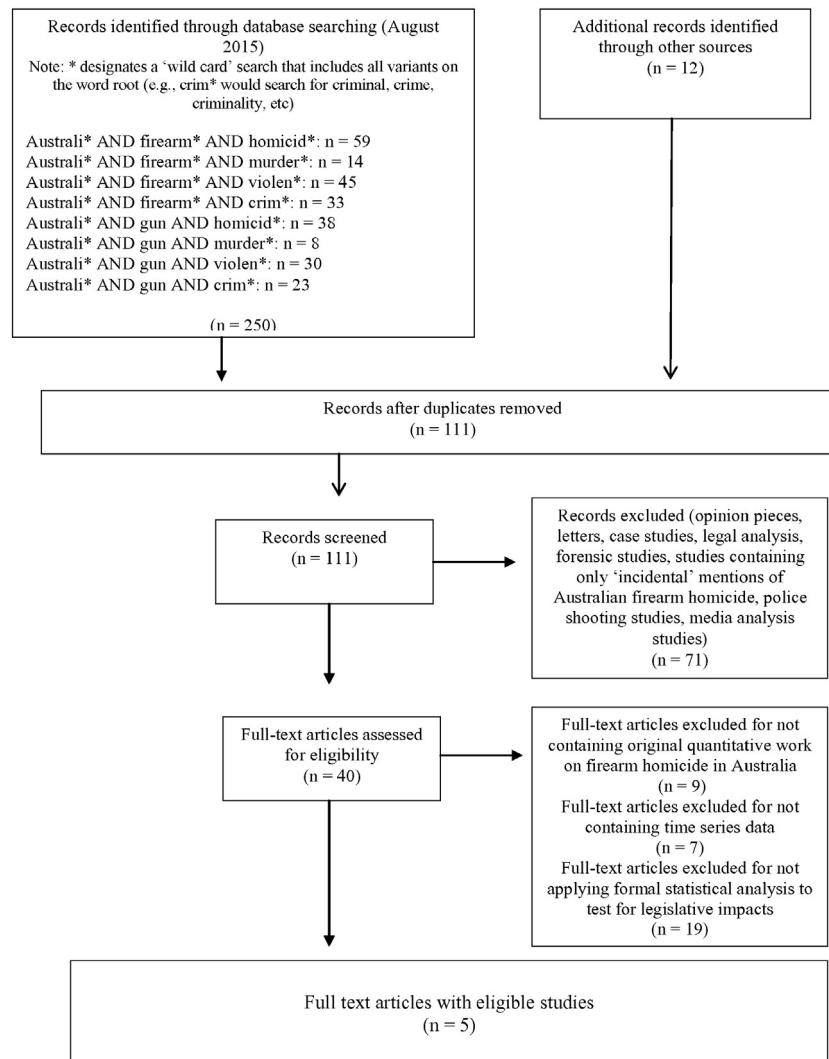 Records identified through database searching (August
2015)
Note: * designates a ‘wild card’ search that includes all variants on
the word root (e.g., crim* would search for criminal, crime,
criminality, etc)
Australi* AND firearm* AND homicid*: n = 59
Australi* AND firearm* AND murder*: n = 14
Australi* AND firearm* AND violen*: n = 45
Australi* AND firearm* AND crim*: n = 33
Australi* AND gun AND homicid*: n = 38
Australi* AND gun AND murder*: n = 8
Australi* AND gun AND violen*: n = 30
Australi* AND gun AND crim*: n = 23
(n = 250)
Additional records identified
through other sources
(n = 12)
Records after duplicates removed
(n = 111)
Records screened
(n = 111)
Records excluded (opinion pieces,
letters, case studies, legal analysis,
forensic studies, studies containing
only ‘incidental’ mentions of
Australian firearm homicide, police
shooting studies, media analysis
studies)
(n = 71)
Full-text articles assessed
for eligibility
(n = 40)
Full-text articles excluded for not
containing original quantitative work
on firearm homicide in Australia
(n = 9)
Full-text articles excluded for not
containing time series data
(n = 7)
Full-text articles excluded for not
applying formal statistical analysis to
test for legislative impacts
(n = 19)
Full text articles with eligible studies
(n = 5)